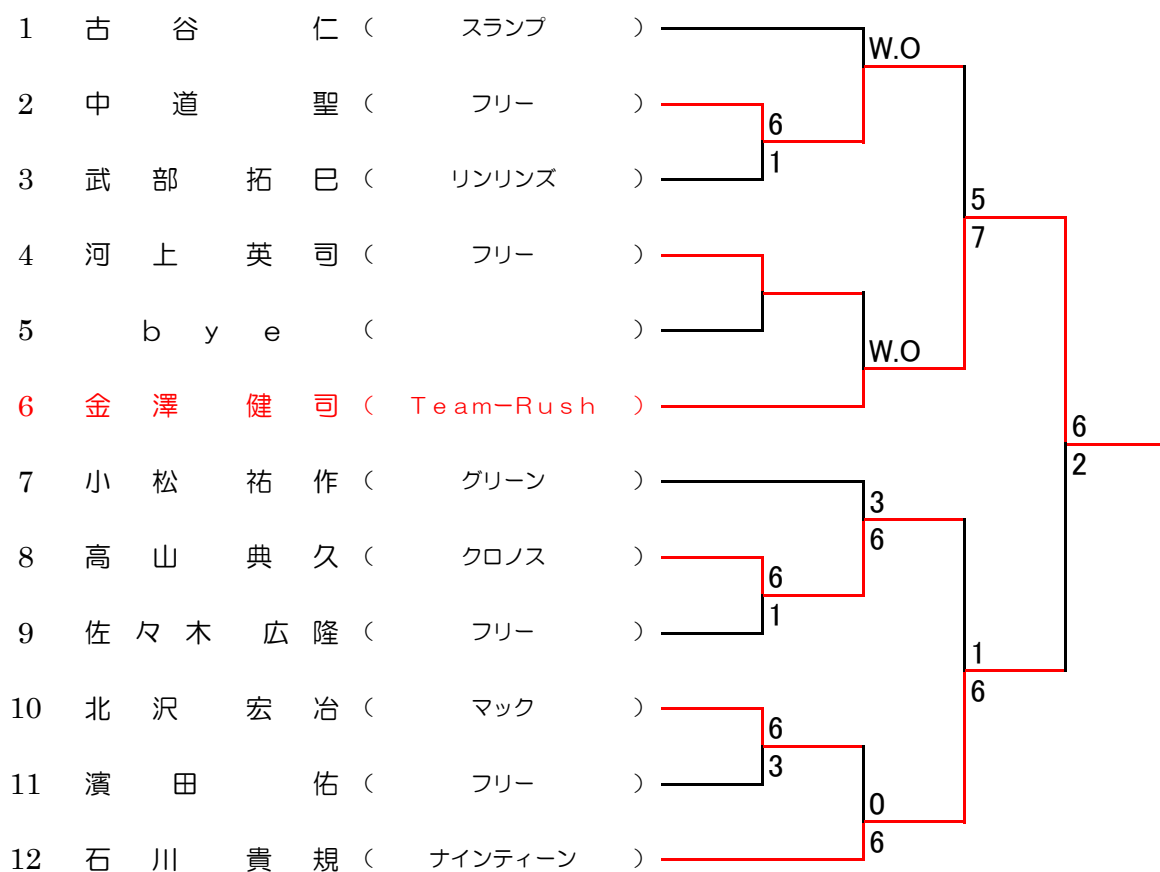 1 古谷 仁 ( スランプ )
W.O
2 中道 聖 ( フリー )
6
1
3 武部 拓巳 ( リンリンズ )
5
7
4 河上 英司 ( フリー )
5 ｂｙｅ ( )
W.O
6 金澤 健司 ( Ｔｅａｍ－Ｒｕｓｈ )
6
2
7 小松 祐作 ( グリーン )
3
6
8 高山 典久 ( クロノス )
6
1
9 佐々木 広隆 ( フリー )
1
6
10 北沢 宏冶 ( マック )
6
3
11 濱田 佑 ( フリー )
0
6
12 石川 貴規 ( ナインティーン )